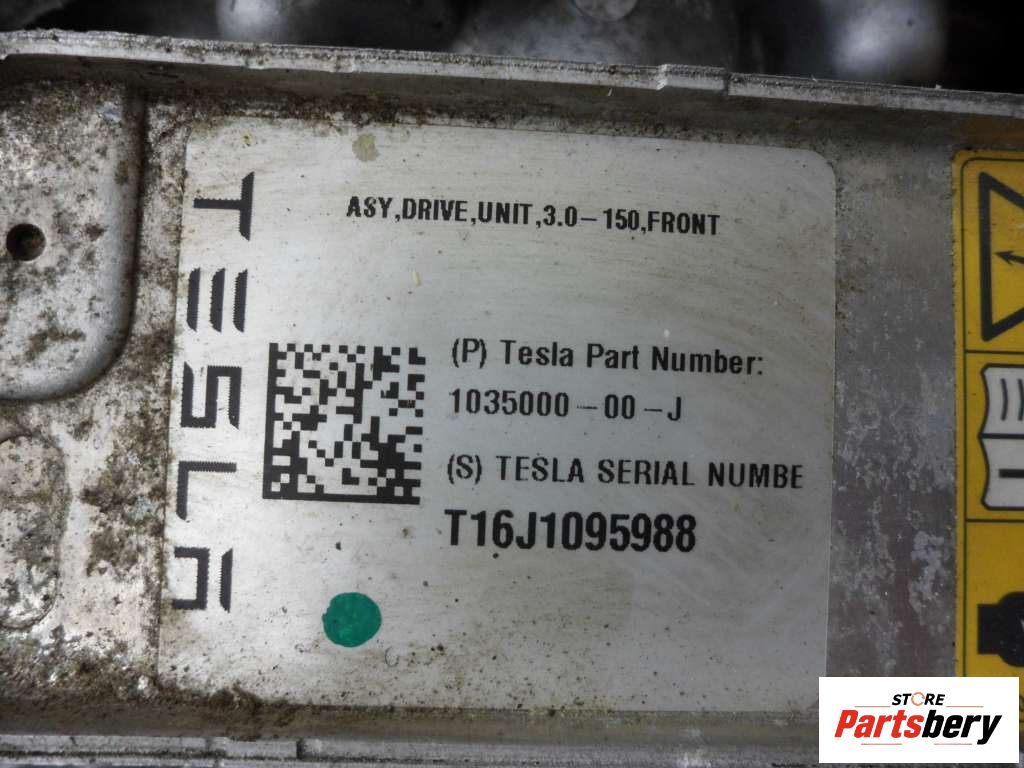 TESLA
ASY,DRIVE,UNIT,3.0-150,FRONT
(P) Tesla Part Number:
1035000-00-J
(S) TESLA SERIAL NUMBE
T16J1095988
STORE
Partsbery